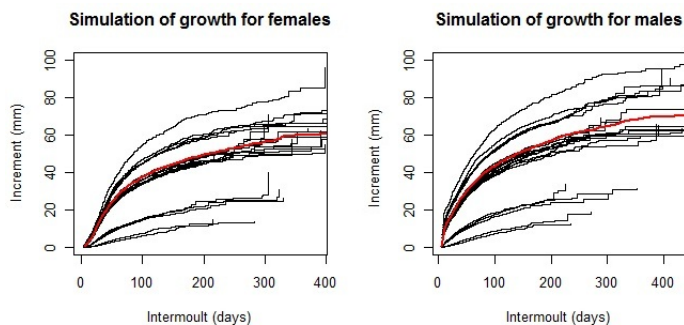 Simulation of growth for females
Increment (mm)
100
80
60
40
20
0
0 100 200 300 400
Intermoult (days)
Simulation of growth for males
Increment (mm)
100
80
60
40
20
0
0 100 200 300 400
Intermoult (days)